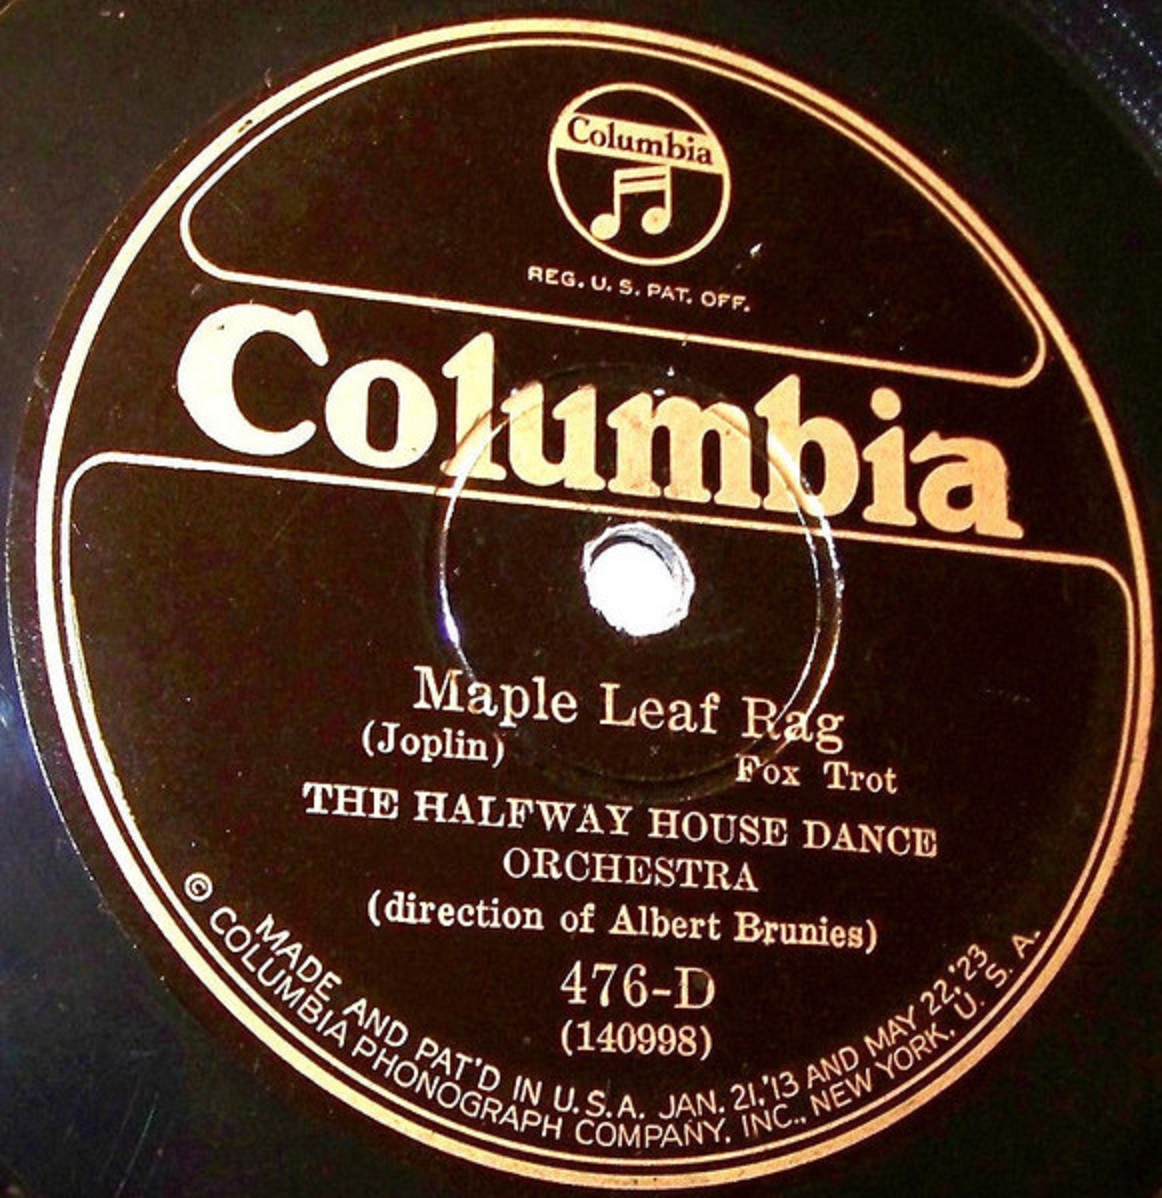 Columbia
REG. U. S. PAT. OFF.
Columbia
Maple Leaf Rag
(Joplin) Fox Trot
THE HALFWAY HOUSE DANCE
ORCHESTRA
(direction of Albert Brunies)
476-D
(140998)
MADE AND PAT'D IN U.S.A. JAN. 21,'13 AND MAY 22,'23
© COLUMBIA PHONOGRAPH COMPANY, INC., NEW YORK, U. S. A.